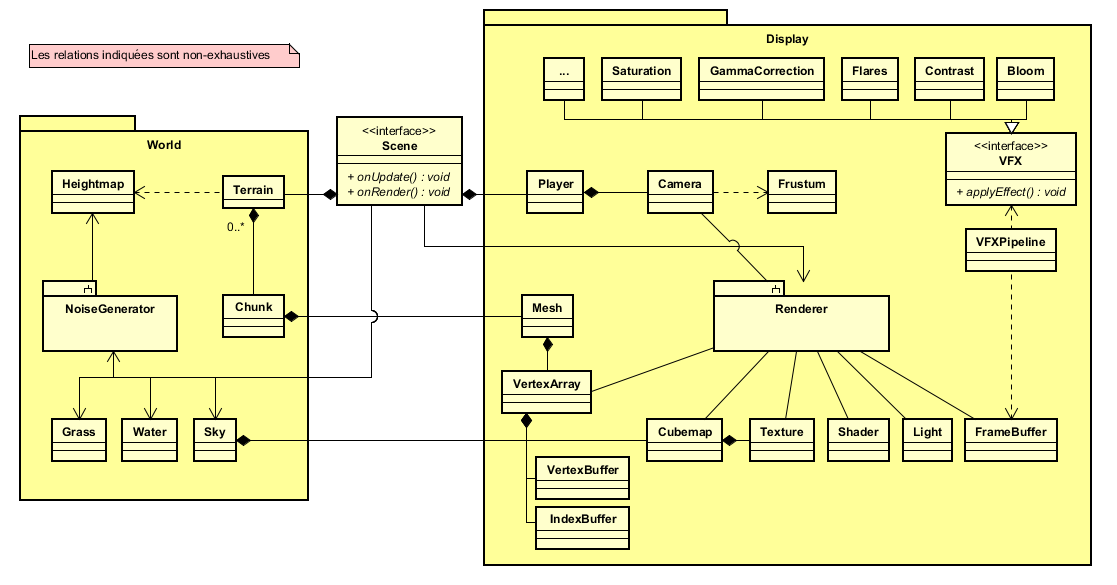 Les relations indiquées sont non-exhaustives
Display
...
Saturation
GammaCorrection
Flares
Contrast
Bloom
<<interface>>
VFX
+ applyEffect() : void
World
<<interface>>
Scene
+ onUpdate() : void
+ onRender() : void
Heightmap
Terrain
0..*
Player
Camera
Frustum
VFXPipeline
NoiseGenerator
Chunk
Mesh
Renderer
VertexArray
Grass
Water
Sky
Cubemap
Texture
Shader
Light
FrameBuffer
VertexBuffer
IndexBuffer